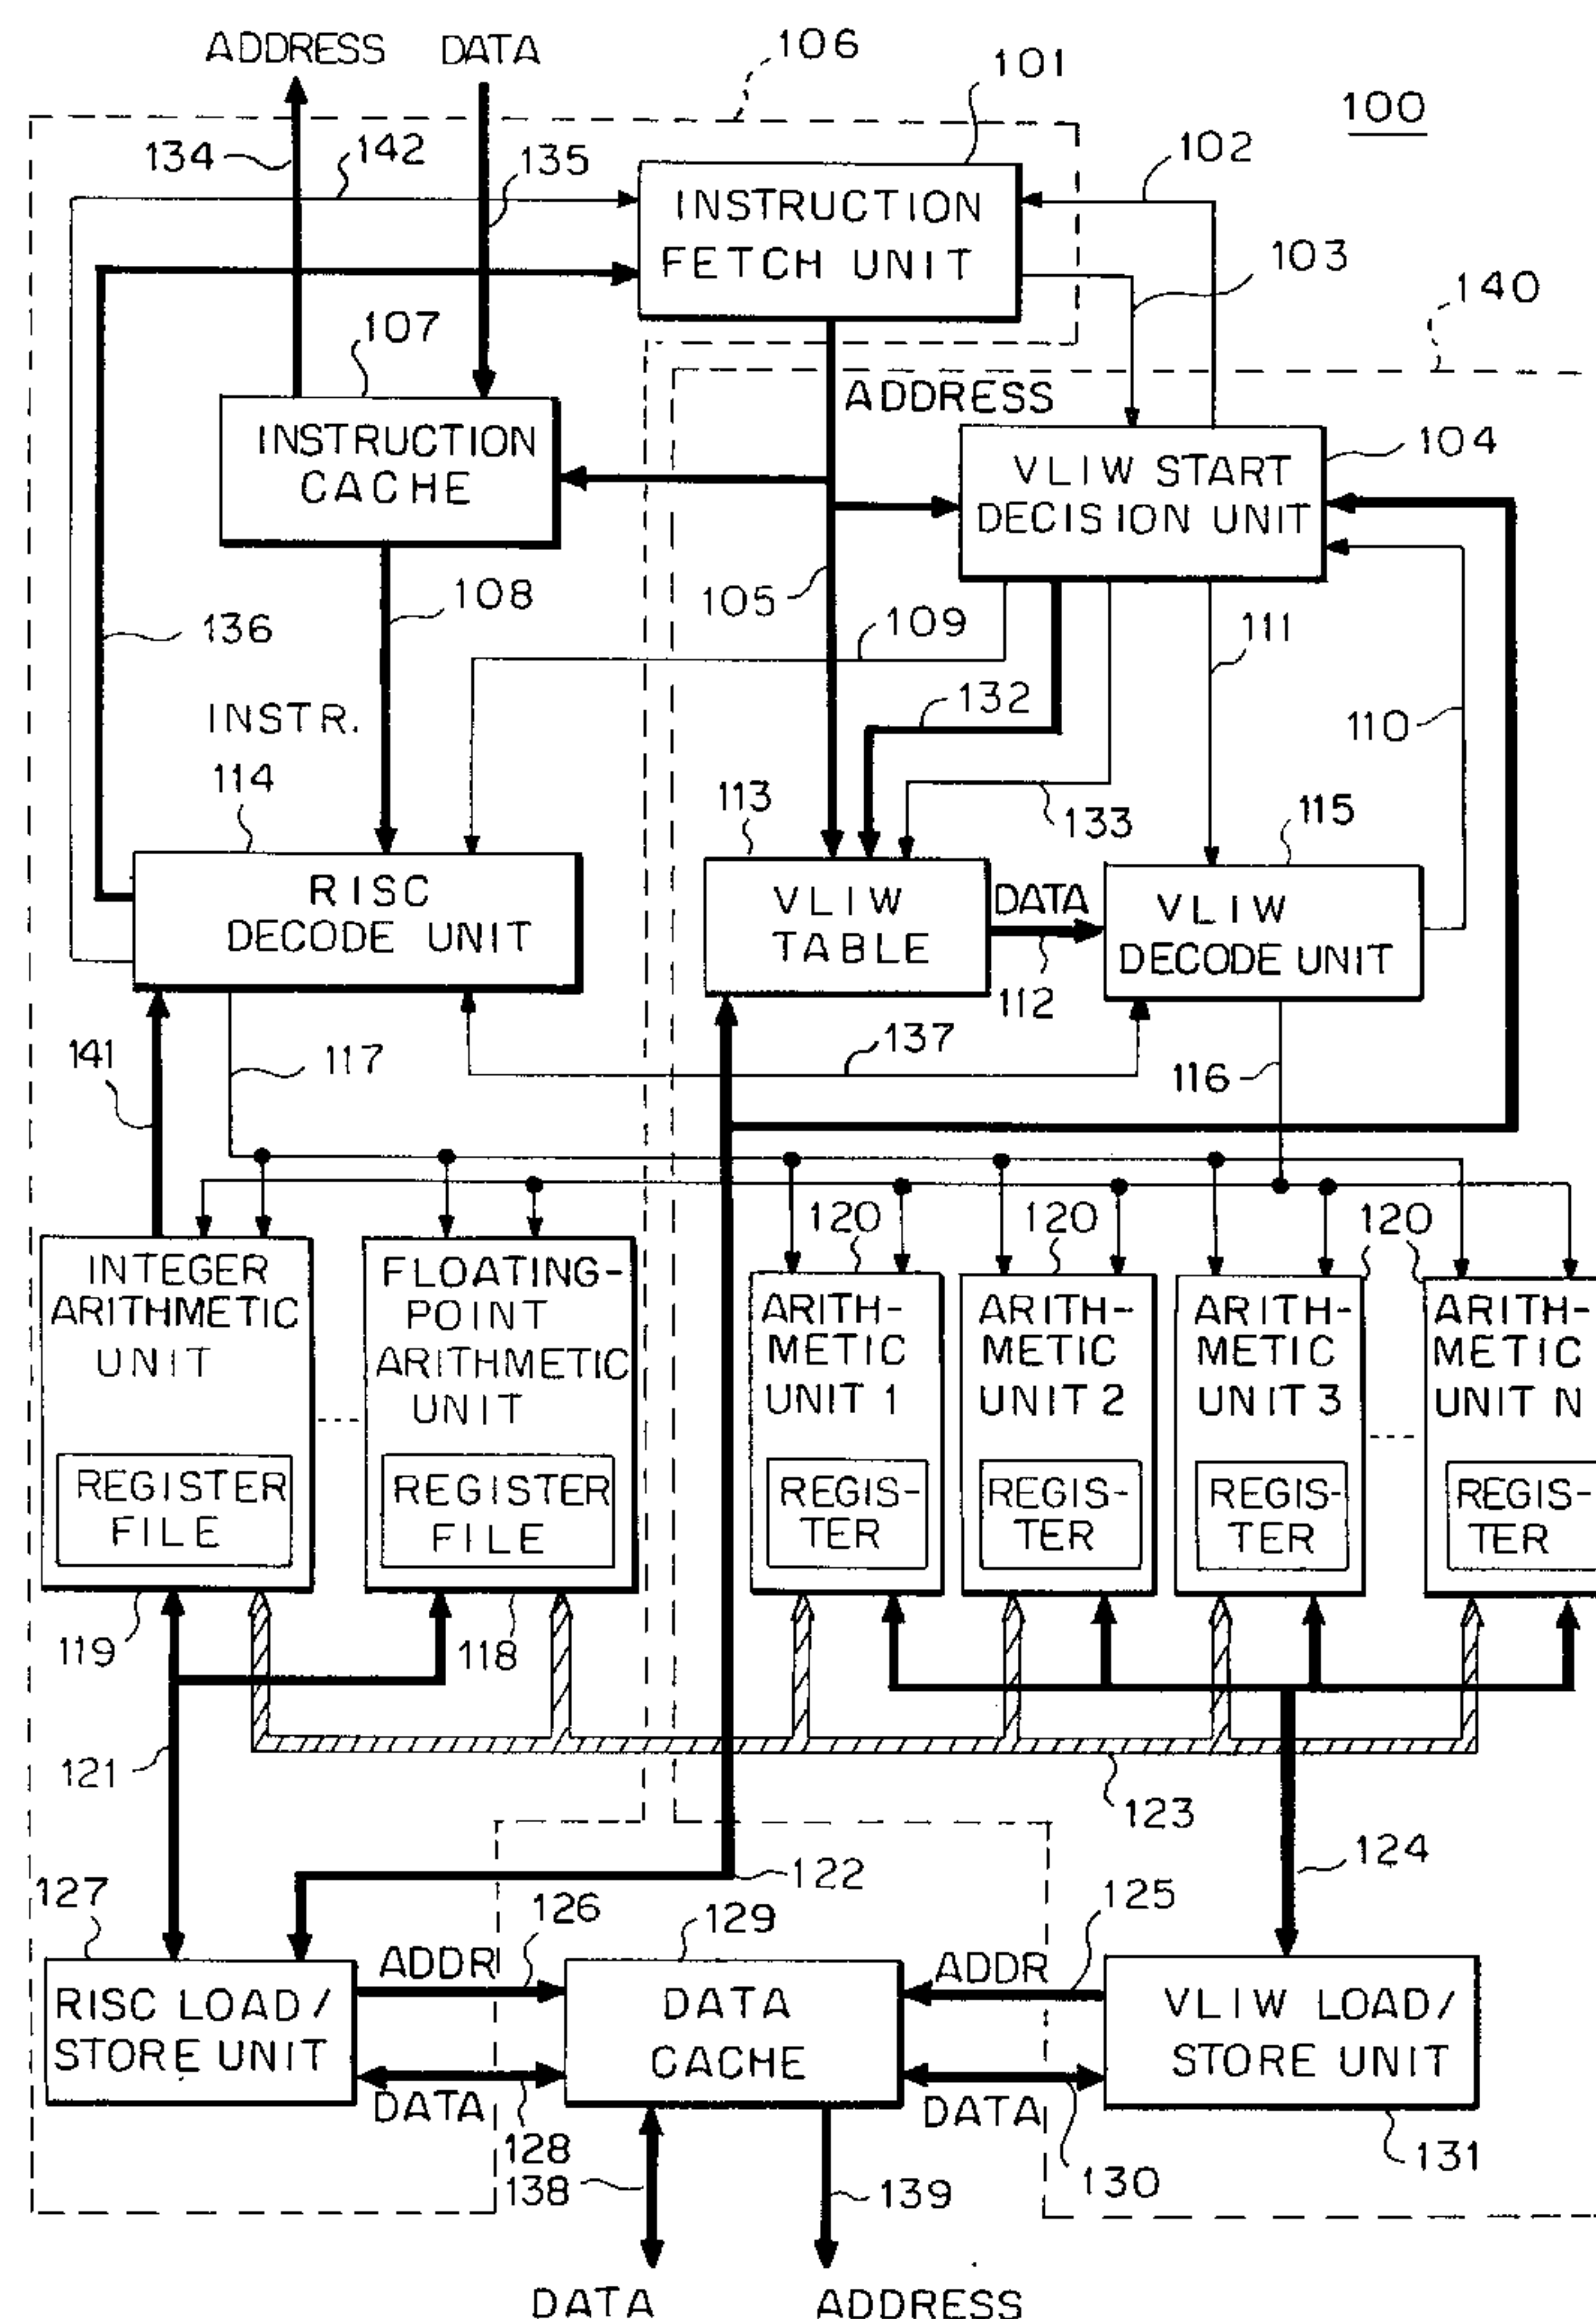 ADDRESS DATA 106 101
100
134 142 135 102
INSTRUCTION
FETCH UNIT
103
140
107
ADDRESS
INSTRUCTION
CACHE
VLIW START
DECISION UNIT
104
108 105 109 111
136
132 110
INSTR.
114 113 133 115
RISC
DECODE UNIT
VLIW
TABLE
DATA
112
VLIW
DECODE UNIT
141 117 137 116
120 120 120
INTEGER
ARITHMETIC
UNIT
REGISTER
FILE
FLOATING-
POINT
ARITHMETIC
UNIT
REGISTER
FILE
ARITH-
METIC
UNIT 1
REGIS-
TER
ARITH-
METIC
UNIT 2
REGIS-
TER
ARITH-
METIC
UNIT 3
REGIS-
TER
ARITH-
METIC
UNIT N
REGIS-
TER
119 118
121
123
122 124
127 126 129 125
RISC LOAD/
STORE UNIT
ADDR
DATA
DATA
CACHE
ADDR
DATA
VLIW LOAD/
STORE UNIT
128
138 139 130 131
DATA ADDRESS